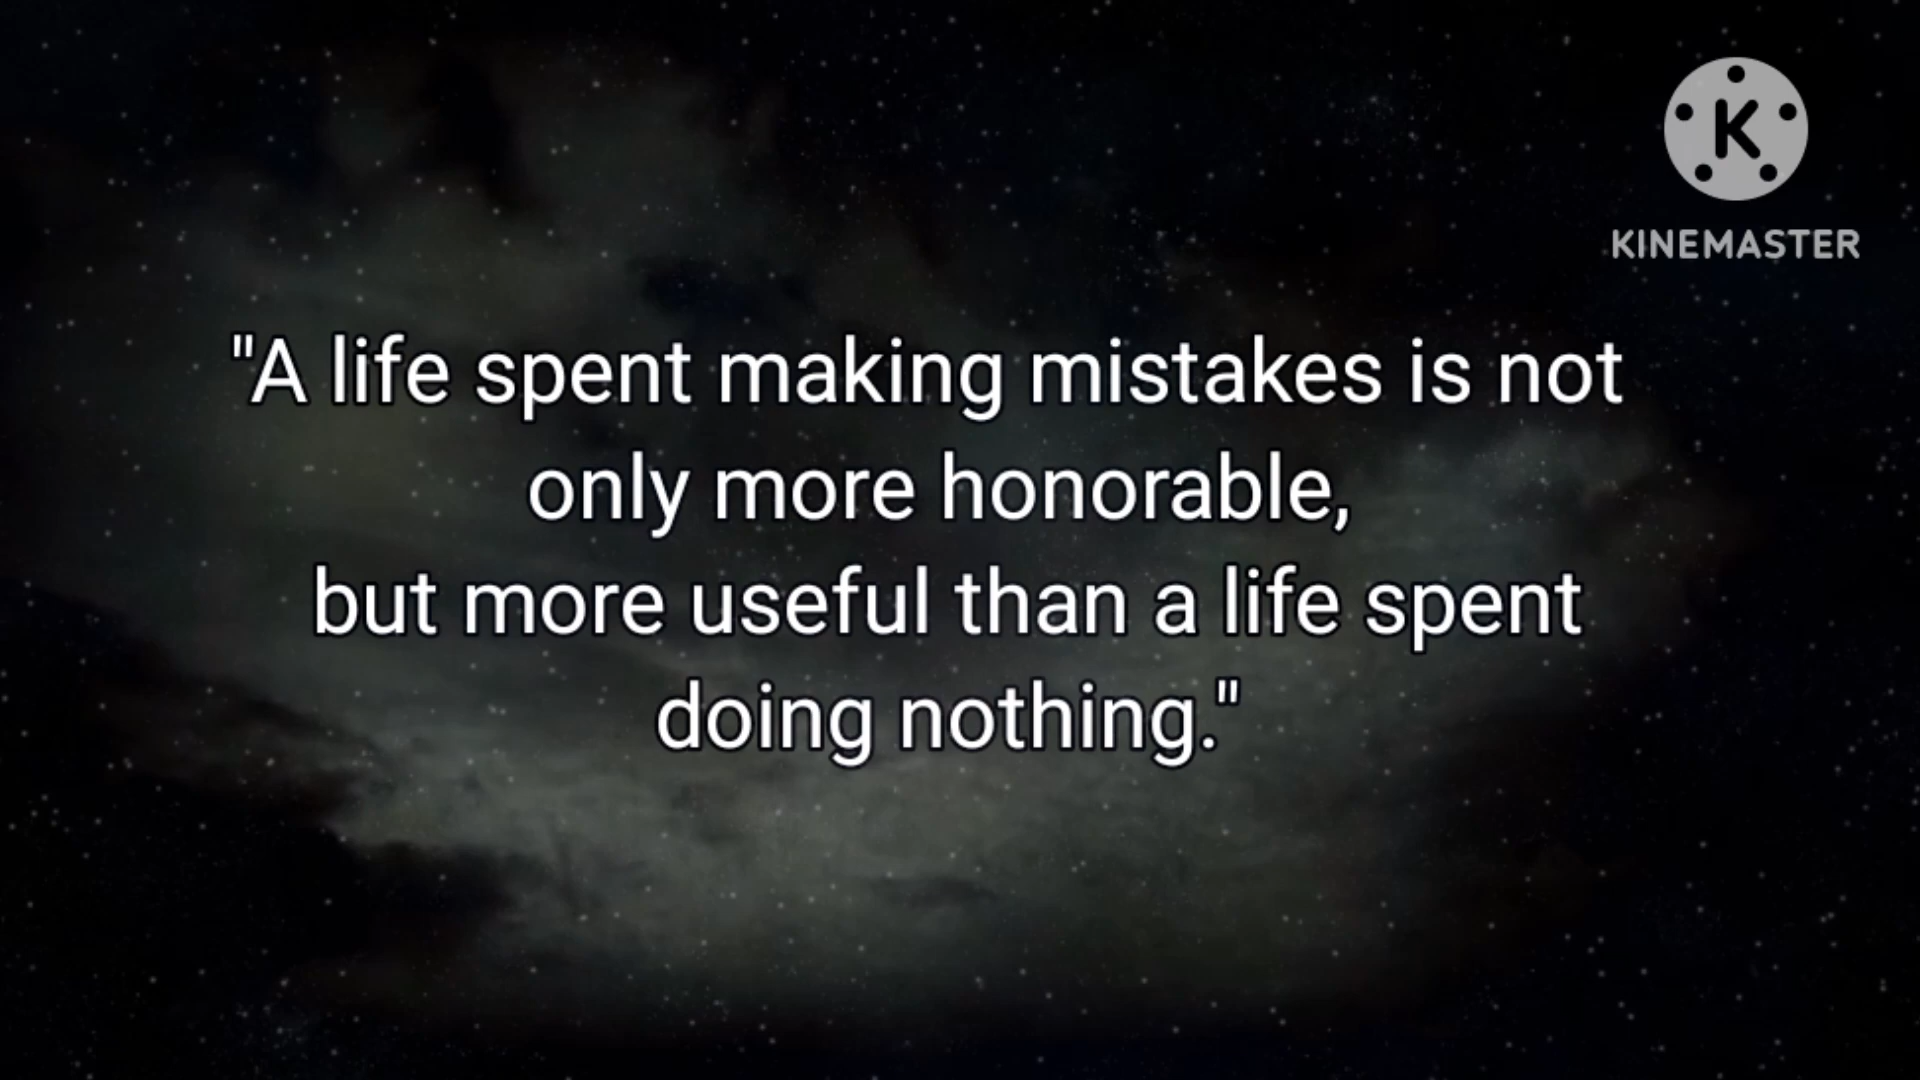 K
KINEMASTER
"A life spent making mistakes is not
only more honorable,
but more useful than a life spent
doing nothing."